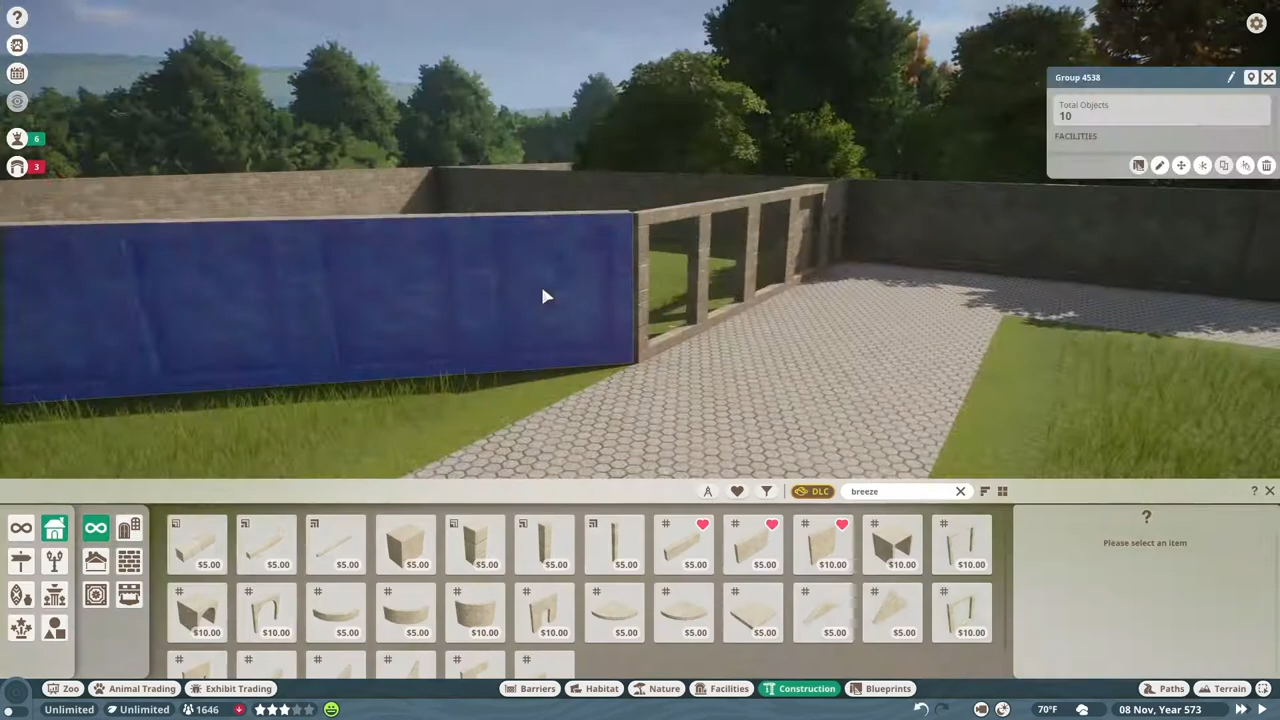 6
3
Group 4538
Total Objects
10
FACILITIES
DLC
breeze
?
?
Please select an item
$5.00 $5.00 $5.00 $5.00 $5.00 $5.00 $5.00 $5.00 $5.00 $10.00 $10.00 $10.00
$10.00 $10.00 $5.00 $5.00 $10.00 $10.00 $5.00 $5.00 $5.00 $5.00 $5.00 $10.00
Zoo Animal Trading Exhibit Trading Barriers Habitat Nature Facilities Construction Blueprints Paths Terrain
Unlimited Unlimited 1646 70°F 08 Nov, Year 573